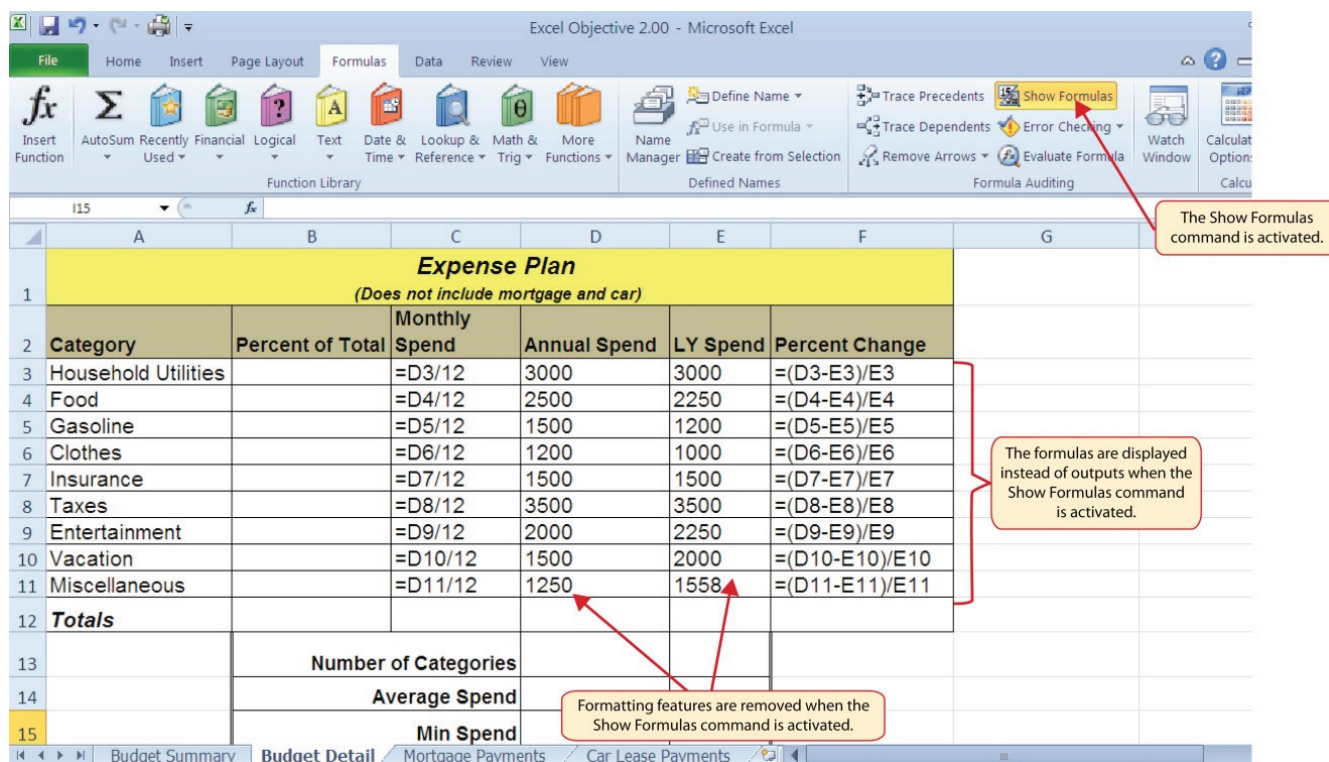 Excel Objective 2.00 - Microsoft Excel
File Home Insert Page Layout Formulas Data Review View
fx Σ ? A θ
Insert Function
AutoSum Recently Used Financial Logical Text Date & Time Lookup & Reference Math & Trig More Functions
Function Library
Name Manager
Define Name
Use in Formula
Create from Selection
Defined Names
Trace Precedents Show Formulas
Trace Dependents Error Checking
Remove Arrows Evaluate Formula
Formula Auditing
Watch Window
Calculat
Option
Calcu
I15 fx
The Show Formulas
command is activated.
A B C D E F G
1 Expense Plan
(Does not include mortgage and car)
2 Category Percent of Total Monthly Spend Annual Spend LY Spend Percent Change
3 Household Utilities =D3/12 3000 3000 =(D3-E3)/E3
4 Food =D4/12 2500 2250 =(D4-E4)/E4
5 Gasoline =D5/12 1500 1200 =(D5-E5)/E5
6 Clothes =D6/12 1200 1000 =(D6-E6)/E6
7 Insurance =D7/12 1500 1500 =(D7-E7)/E7
8 Taxes =D8/12 3500 3500 =(D8-E8)/E8
9 Entertainment =D9/12 2000 2250 =(D9-E9)/E9
10 Vacation =D10/12 1500 2000 =(D10-E10)/E10
11 Miscellaneous =D11/12 1250 1558 =(D11-E11)/E11
12 Totals
The formulas are displayed
instead of outputs when the
Show Formulas command
is activated.
13 Number of Categories
14 Average Spend
15 Min Spend
Formatting features are removed when the
Show Formulas command is activated.
Budget Summary Budget Detail Mortgage Payments Car Lease Payments